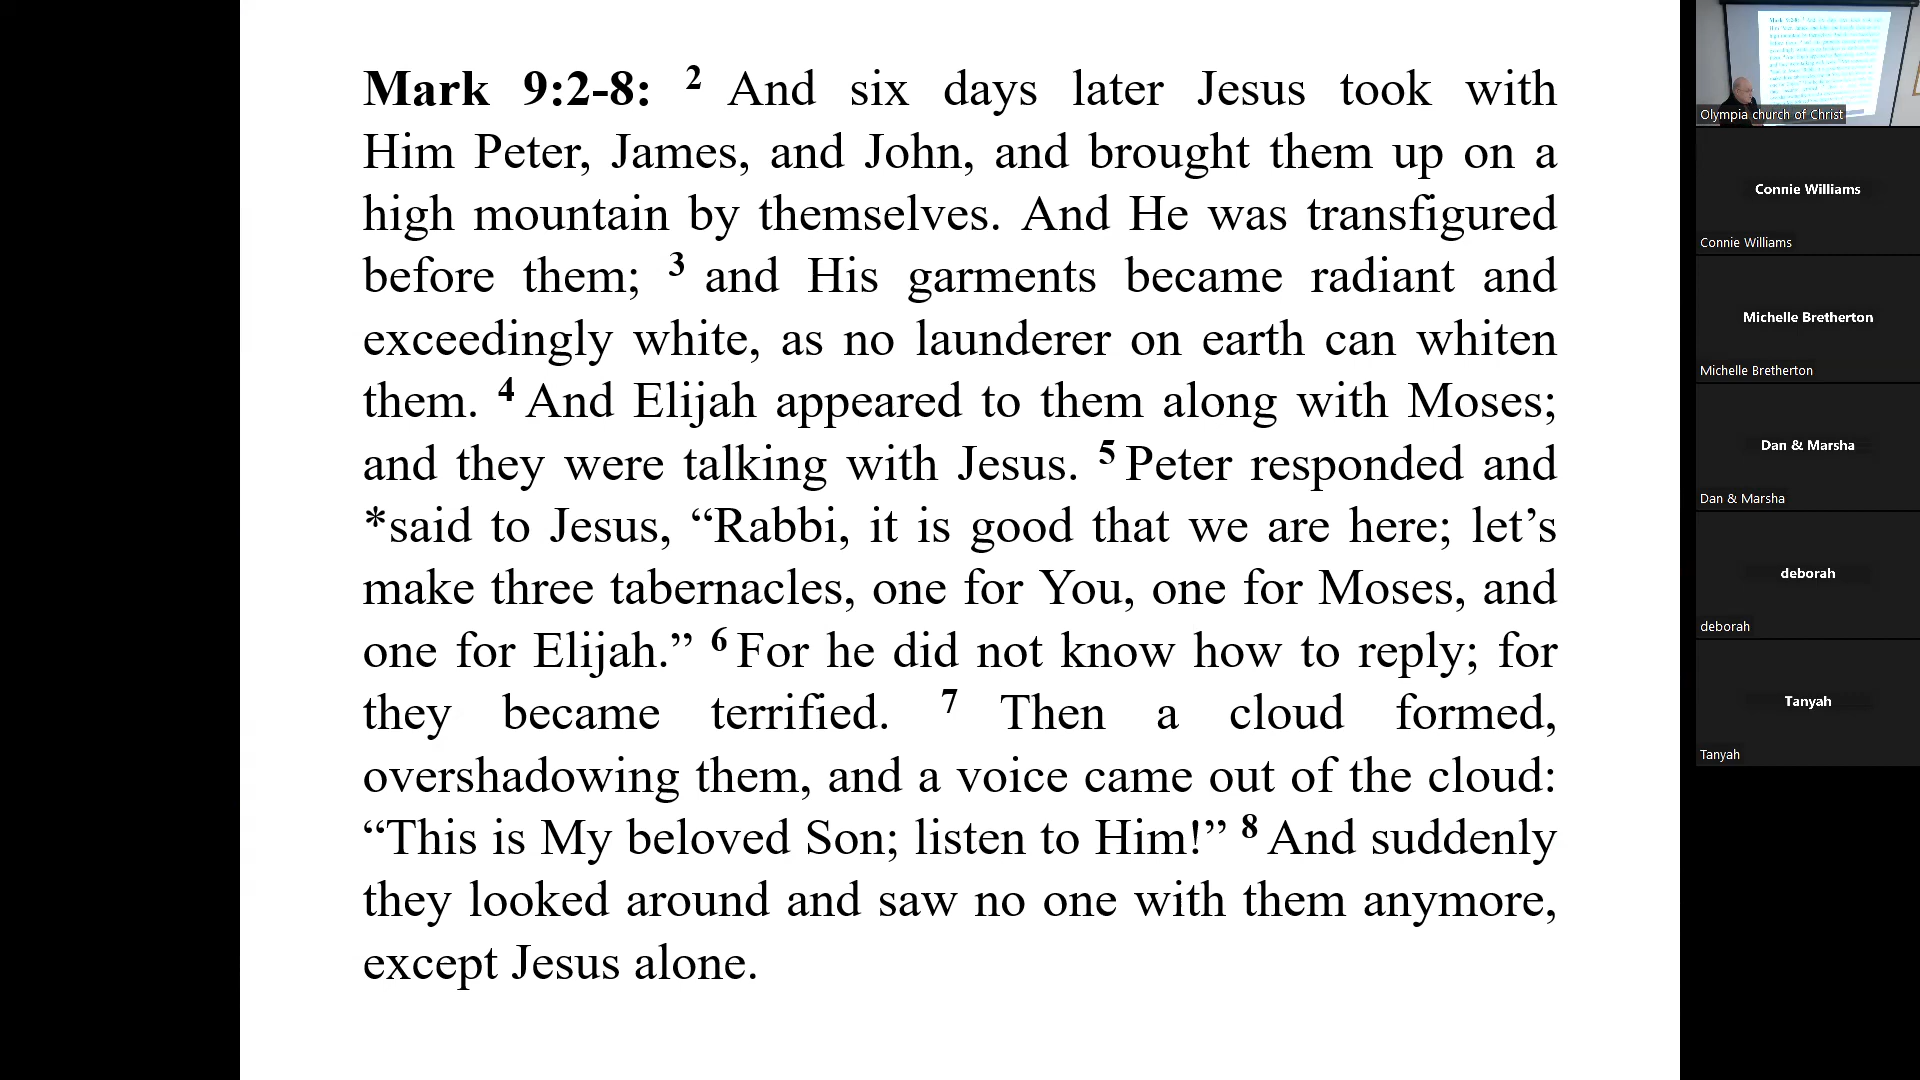 Mark 9:2-8: 2 And six days later Jesus took with
Him Peter, James, and John, and brought them up on a
high mountain by themselves. And He was transfigured
before them; 3 and His garments became radiant and
exceedingly white, as no launderer on earth can whiten
them. 4 And Elijah appeared to them along with Moses;
and they were talking with Jesus. 5 Peter responded and
*said to Jesus, “Rabbi, it is good that we are here; let’s
make three tabernacles, one for You, one for Moses, and
one for Elijah.” 6 For he did not know how to reply; for
they became terrified. 7 Then a cloud formed,
overshadowing them, and a voice came out of the cloud:
“This is My beloved Son; listen to Him!” 8 And suddenly
they looked around and saw no one with them anymore,
except Jesus alone.
Olympia church of Christ
Connie Williams
Connie Williams
Michelle Bretherton
Michelle Bretherton
Dan & Marsha
Dan & Marsha
deborah
deborah
Tanyah
Tanyah